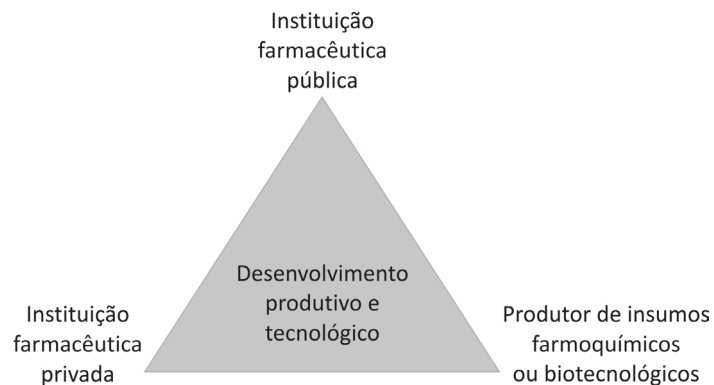 Instituição
farmacêutica
pública
Desenvolvimento
produtivo e
tecnológico
Instituição
farmacêutica
privada
Produtor de insumos
farmoquímicos
ou biotecnológicos